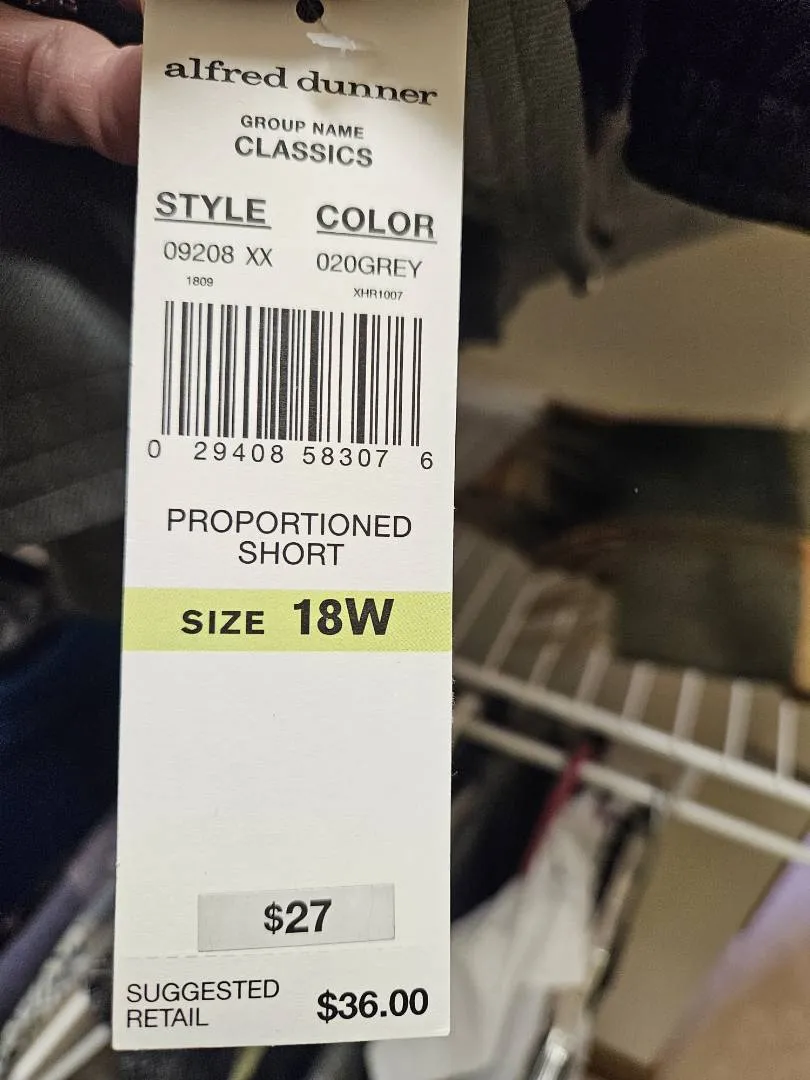 alfred dunner
GROUP NAME
CLASSICS
STYLE COLOR
09208 XX 020GREY
1809 XHR1007
0 29408 58307 6
PROPORTIONED
SHORT
SIZE 18W
$27
SUGGESTED
RETAIL $36.00